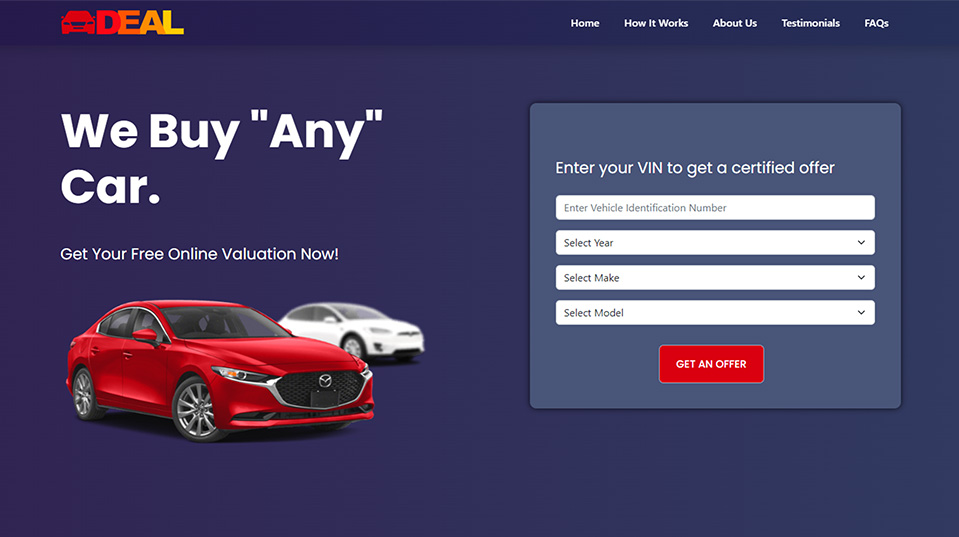 DEAL
Home How It Works About Us Testimonials FAQs
We Buy "Any"
Car.
Get Your Free Online Valuation Now!
Enter your VIN to get a certified offer
Enter Vehicle Identification Number
Select Year
Select Make
Select Model
GET AN OFFER